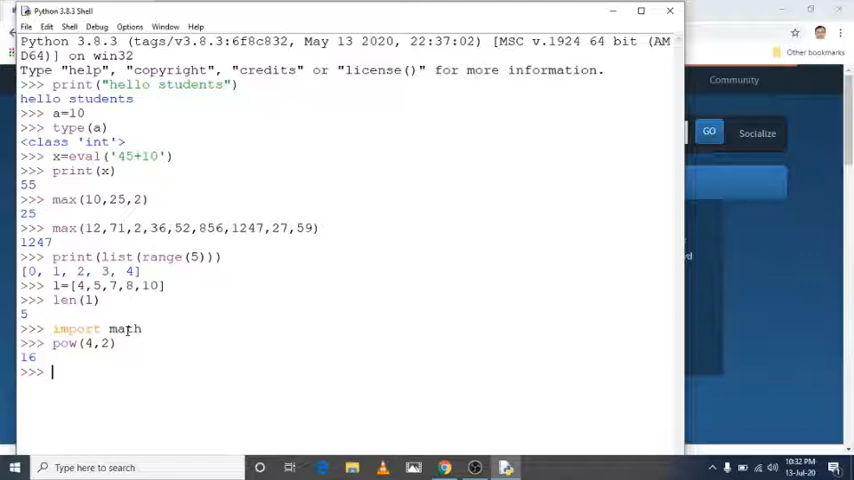 Python 3.8.3 Shell
File Edit Shell Debug Options Window Help
Python 3.8.3 (tags/v3.8.3:6f8c832, May 13 2020, 22:37:02) [MSC v.1924 64 bit (AM
D64)] on win32
Type "help", "copyright", "credits" or "license()" for more information.
>>> print("hello students")
hello students
>>> a=10
>>> type(a)
<class 'int'>
>>> x=eval('45+10')
>>> print(x)
55
>>> max(10,25,2)
25
>>> max(12,71,2,36,52,856,1247,27,59)
1247
>>> print(list(range(5)))
[0, 1, 2, 3, 4]
>>> l=[4,5,7,8,10]
>>> len(l)
5
>>> import math
>>> pow(4,2)
16
>>>
Other bookmarks
Community
GO
Socialize
Type here to search
10:32 PM
13-Jul-20